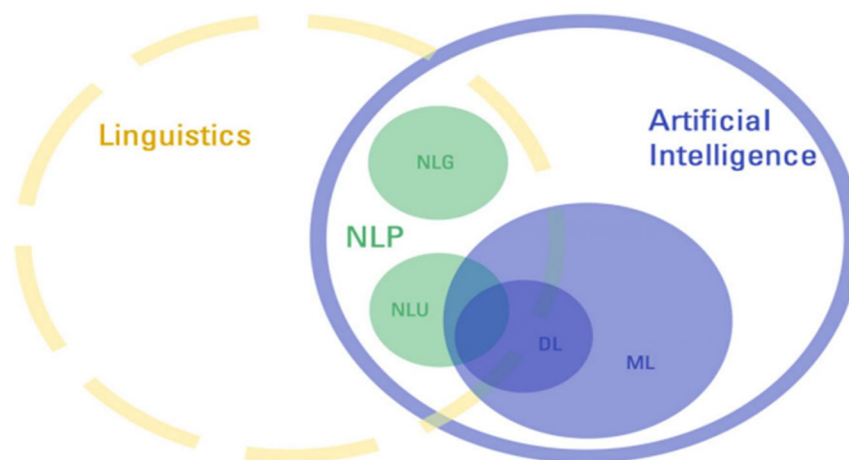 Linguistics
Artificial
Intelligence
NLG
NLP
NLU
DL
ML